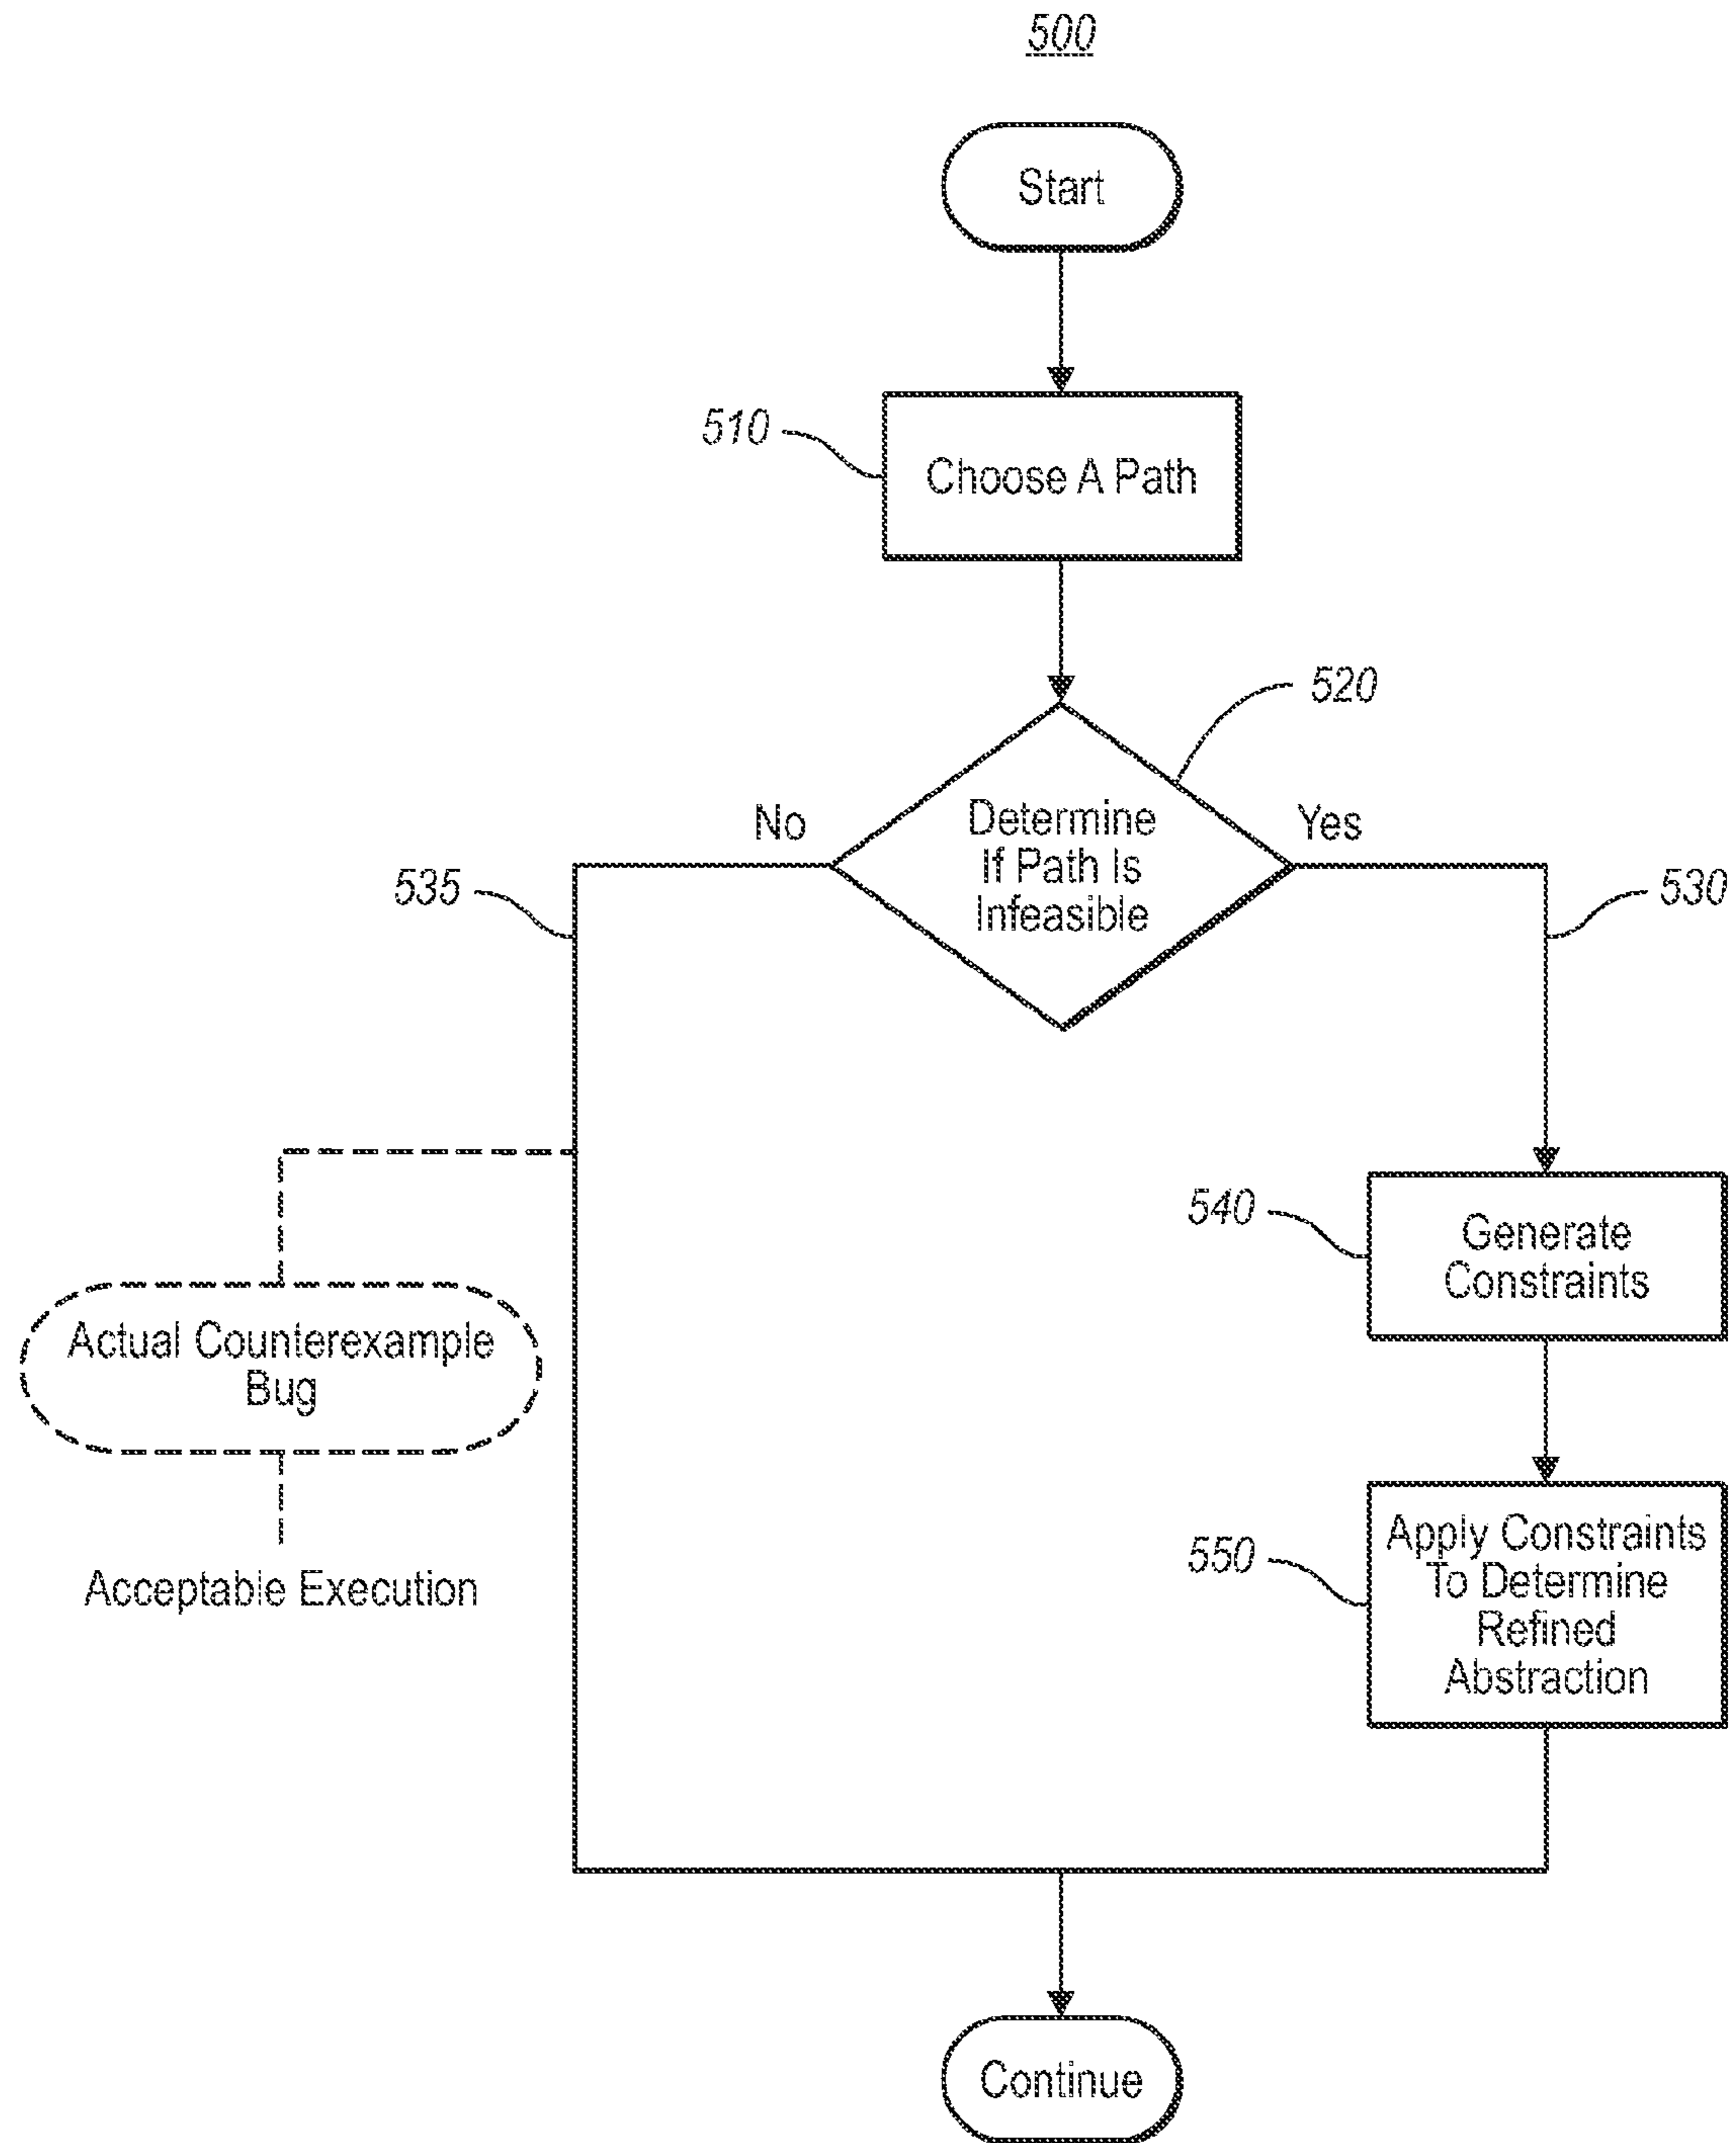 500
Start
510
Choose A Path
520
No
Determine
If Path Is
Infeasible
Yes
535
530
540
Generate
Constraints
Actual Counterexample
Bug
550
Apply Constraints
To Determine
Refined
Abstraction
Acceptable Execution
Continue